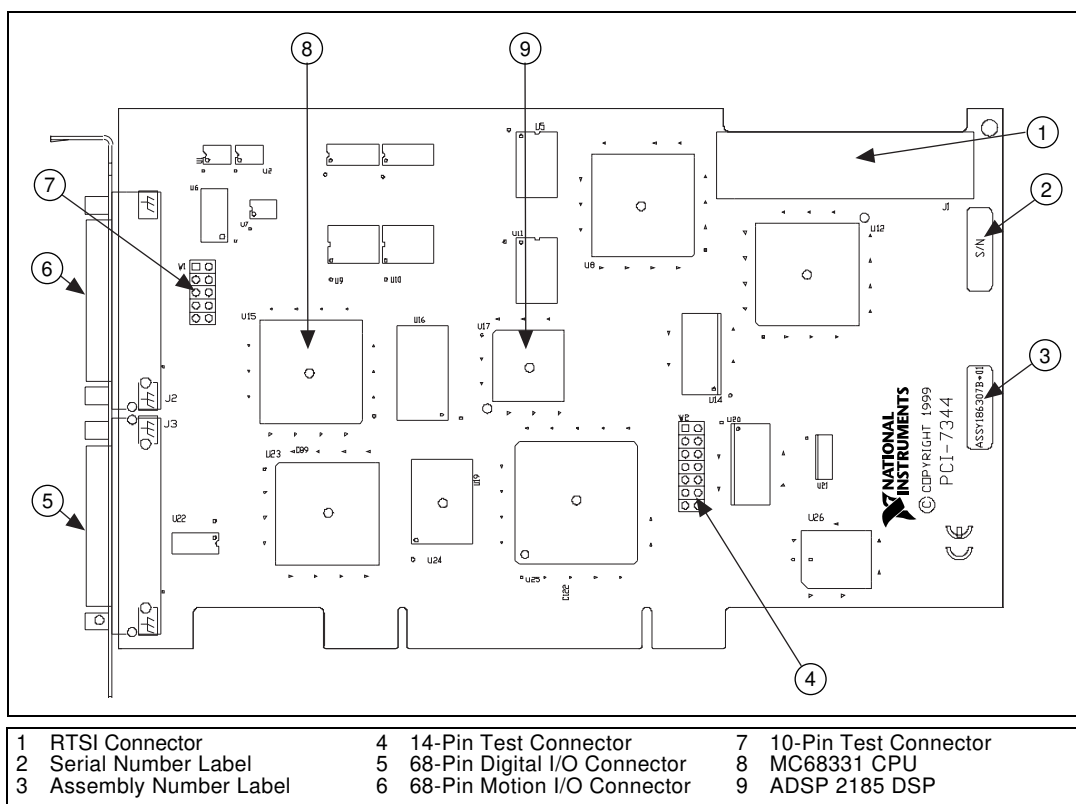 8 9
1
U5
U2
2
U6
J1
7
U7
U12
U11
S/N
W1
U8
6
U9 U10
U15
U16
U17
3
J2
U14
J3
W2
U20
ASSY186307B*01
C89
U23
U19
U21
NATIONAL
INSTRUMENTS
© COPYRIGHT 1999
PCI-7344
5
U22
U26
CE
U24
U25
C122
4
1 RTSI Connector
2 Serial Number Label
3 Assembly Number Label
4 14-Pin Test Connector
5 68-Pin Digital I/O Connector
6 68-Pin Motion I/O Connector
7 10-Pin Test Connector
8 MC68331 CPU
9 ADSP 2185 DSP